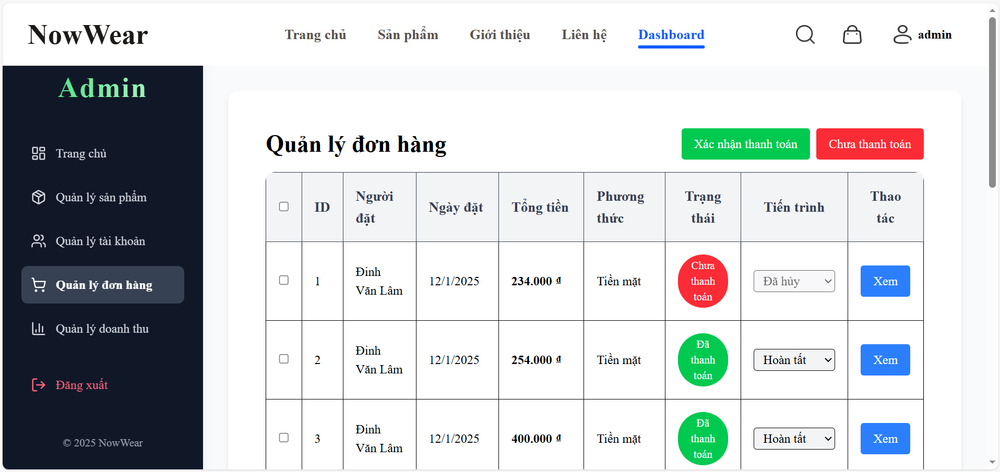 NowWear
Trang chủ
Sản phẩm
Giới thiệu
Liên hệ
Dashboard
admin
Admin
Trang chủ
Quản lý sản phẩm
Quản lý tài khoản
Quản lý đơn hàng
Quản lý doanh thu
Đăng xuất
© 2025 NowWear
Quản lý đơn hàng
Xác nhận thanh toán
Chưa thanh toán
ID
Người
đặt
Ngày đặt
Tổng tiền
Phương
thức
Trạng
thái
Tiến trình
Thao
tác
1
Đinh
Văn Lâm
12/1/2025
234.000 ₫
Tiền mặt
Chưa
thanh
toán
Đã hủy
Xem
2
Đinh
Văn Lâm
12/1/2025
254.000 ₫
Tiền mặt
Đã
thanh
toán
Hoàn tất
Xem
3
Đinh
Văn Lâm
12/1/2025
400.000 ₫
Tiền mặt
Đã
thanh
toán
Hoàn tất
Xem